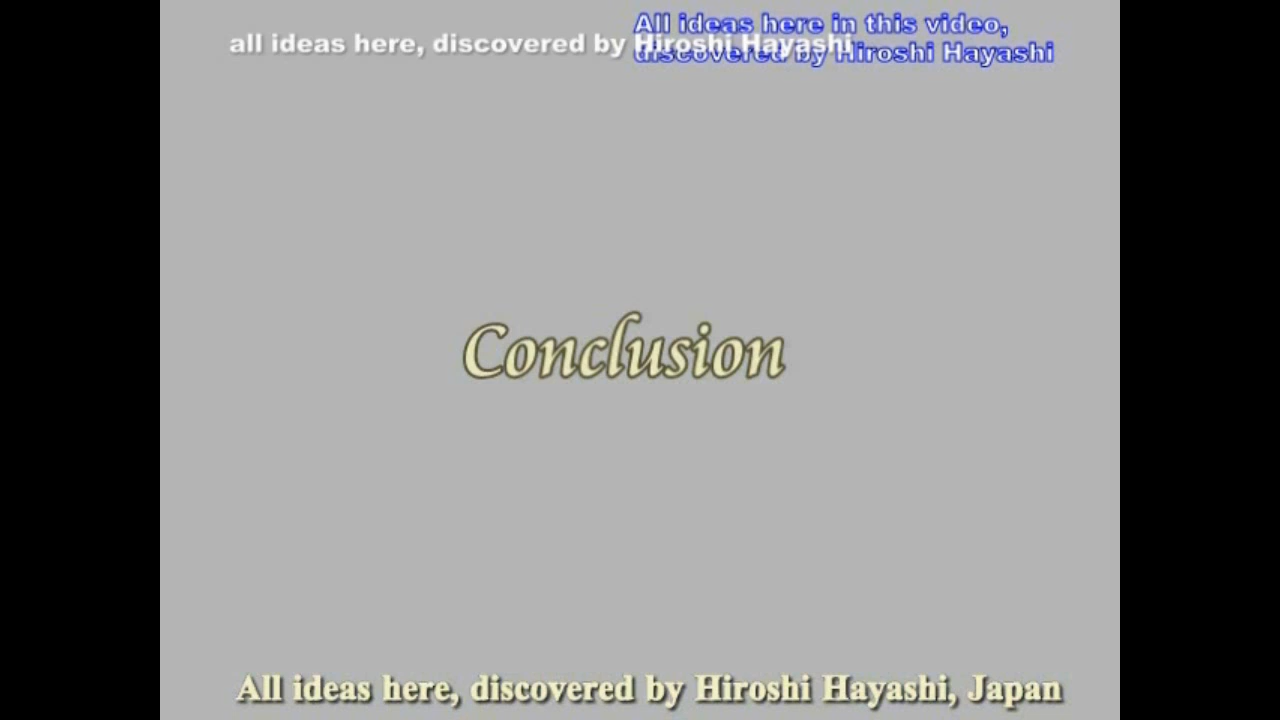 All ideas here in this video,
all ideas here, discovered by Hiroshi Hayashi
discovered by Hiroshi Hayashi
Conclusion
All ideas here, discovered by Hiroshi Hayashi, Japan